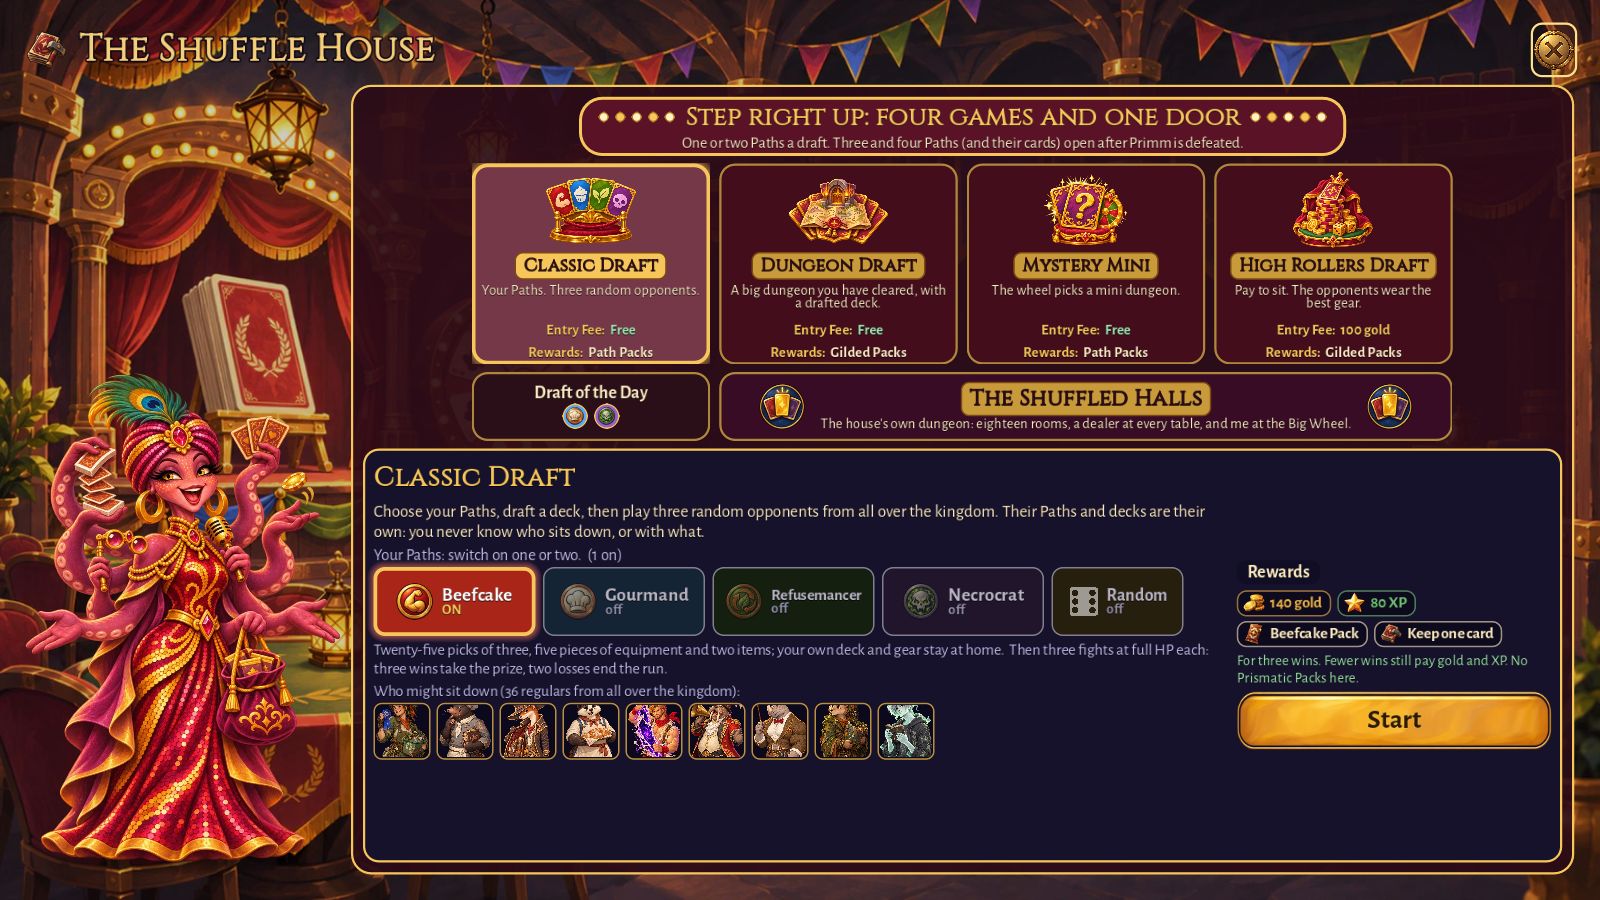 The Shuffle House
Step right up: four games and one door
One or two Paths a draft. Three and four Paths (and their cards) open after Primm is defeated.
Classic Draft
Your Paths. Three random opponents.
Entry Fee: Free
Rewards: Path Packs
Dungeon Draft
A big dungeon you have cleared, with
a drafted deck.
Entry Fee: Free
Rewards: Gilded Packs
Mystery Mini
The wheel picks a mini dungeon.
Entry Fee: Free
Rewards: Path Packs
High Rollers Draft
Pay to sit. The opponents wear the
best gear.
Entry Fee: 100 gold
Rewards: Gilded Packs
Draft of the Day
The Shuffled Halls
The house's own dungeon: eighteen rooms, a dealer at every table, and me at the Big Wheel.
Classic Draft
Choose your Paths, draft a deck, then play three random opponents from all over the kingdom. Their Paths and decks are their
own: you never know who sits down, or with what.
Your Paths: switch on one or two. (1 on)
Beefcake
ON
Gourmand
off
Refusemancer
off
Necrocrat
off
Random
off
Twenty-five picks of three, five pieces of equipment and two items; your own deck and gear stay at home. Then three fights at full HP each:
three wins take the prize, two losses end the run.
Who might sit down (36 regulars from all over the kingdom):
Rewards
140 gold
80 XP
Beefcake Pack
Keep one card
For three wins. Fewer wins still pay gold and XP. No
Prismatic Packs here.
Start